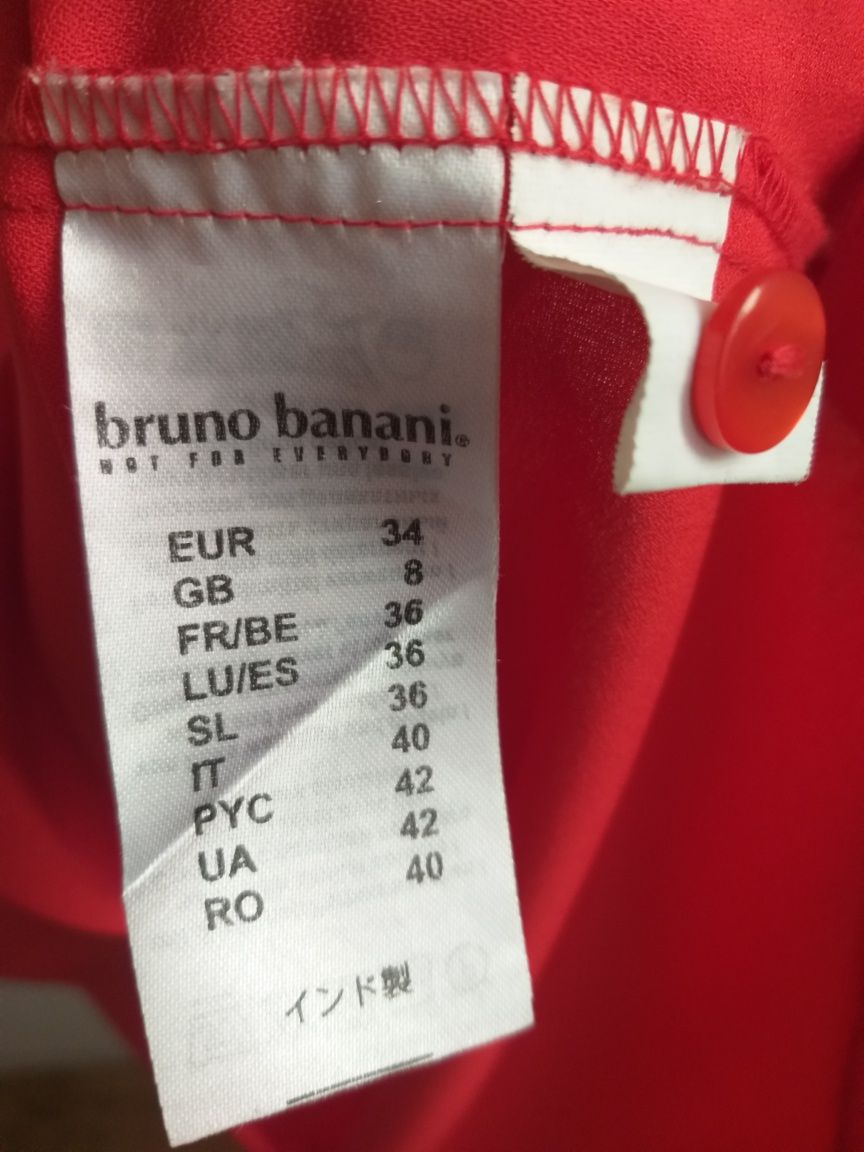 bruno banani®
NOT FOR EVERYBODY
EUR 34
GB 8
FR/BE 36
LU/ES 36
SL 36
IT 40
РУС 42
UA 42
RO 40
インド製